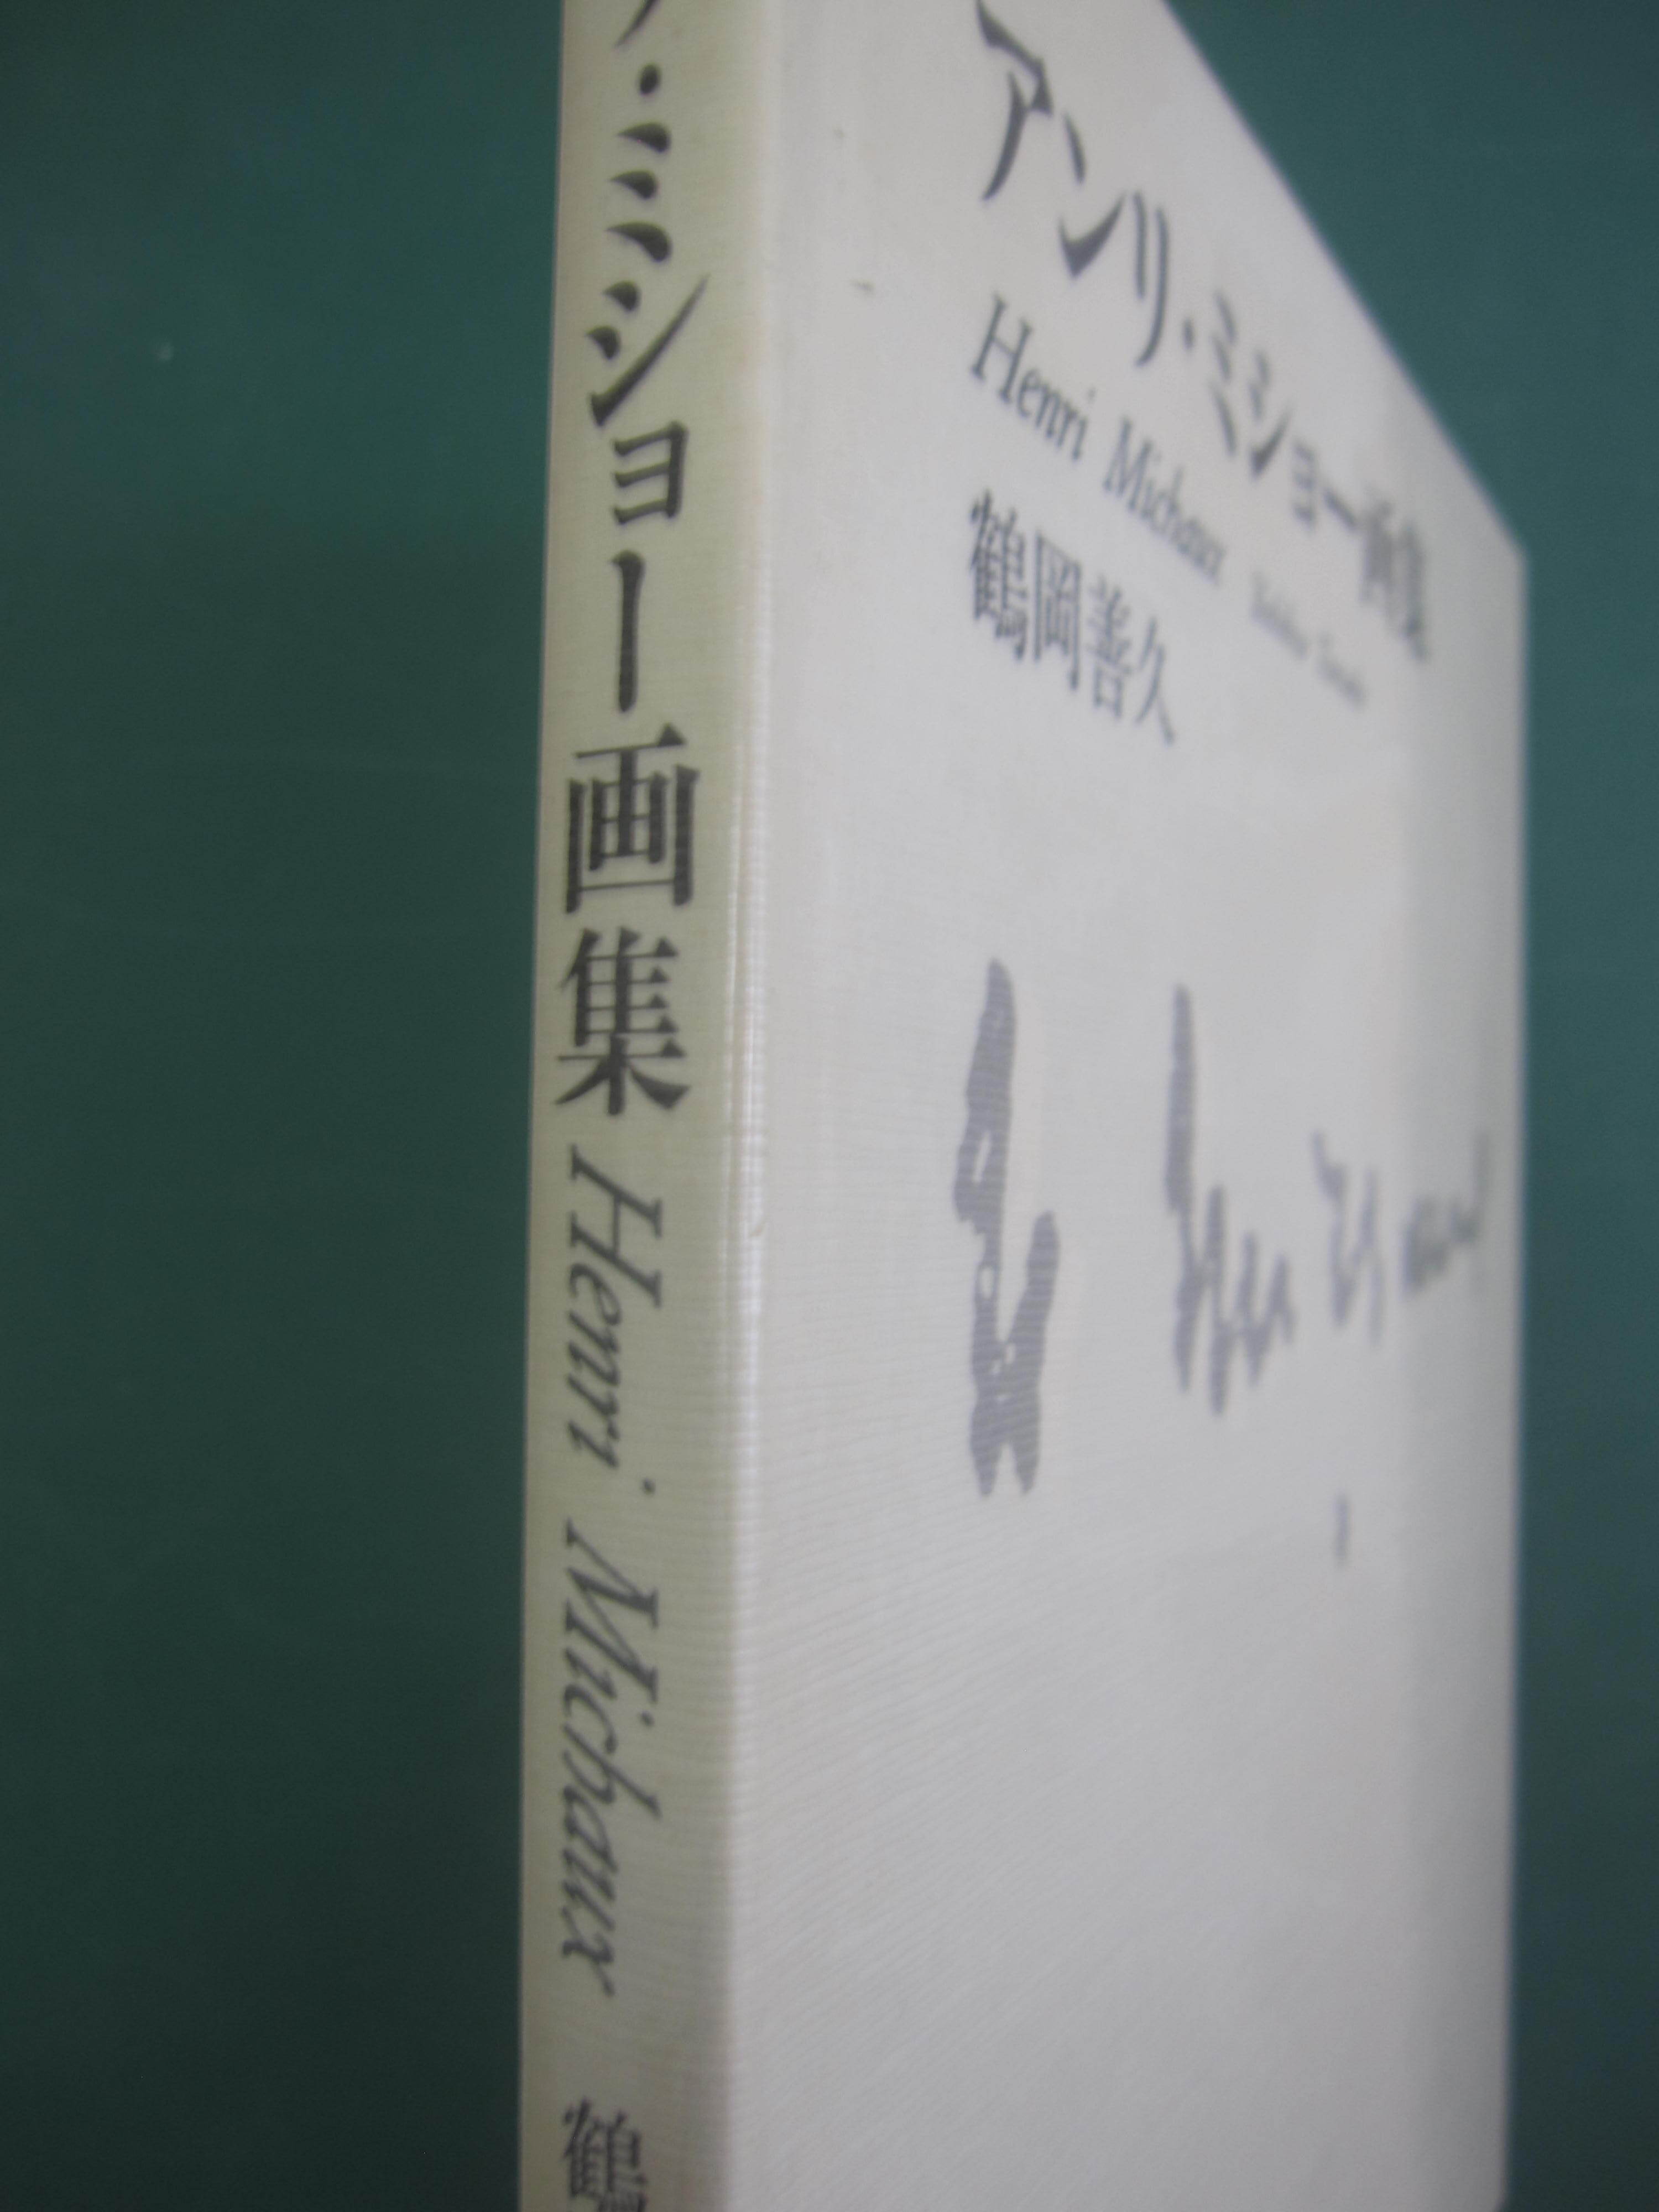 ・ミショー画集 Henri Michaux 鶴
アンリ・ミショー画集
Henri Michaux
鶴岡善久